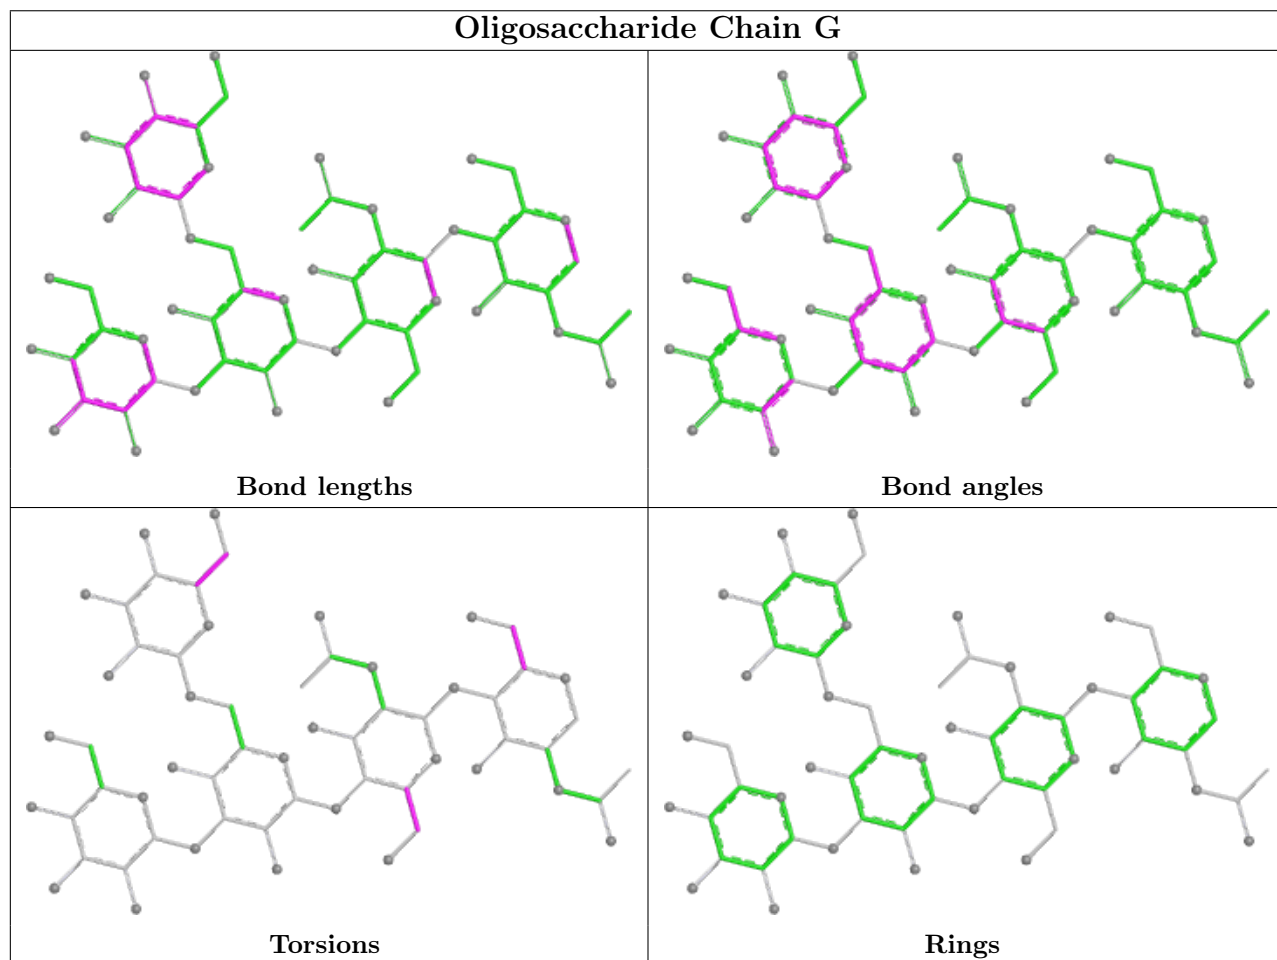 Oligosaccharide Chain G
Bond lengths
Bond angles
Torsions
Rings